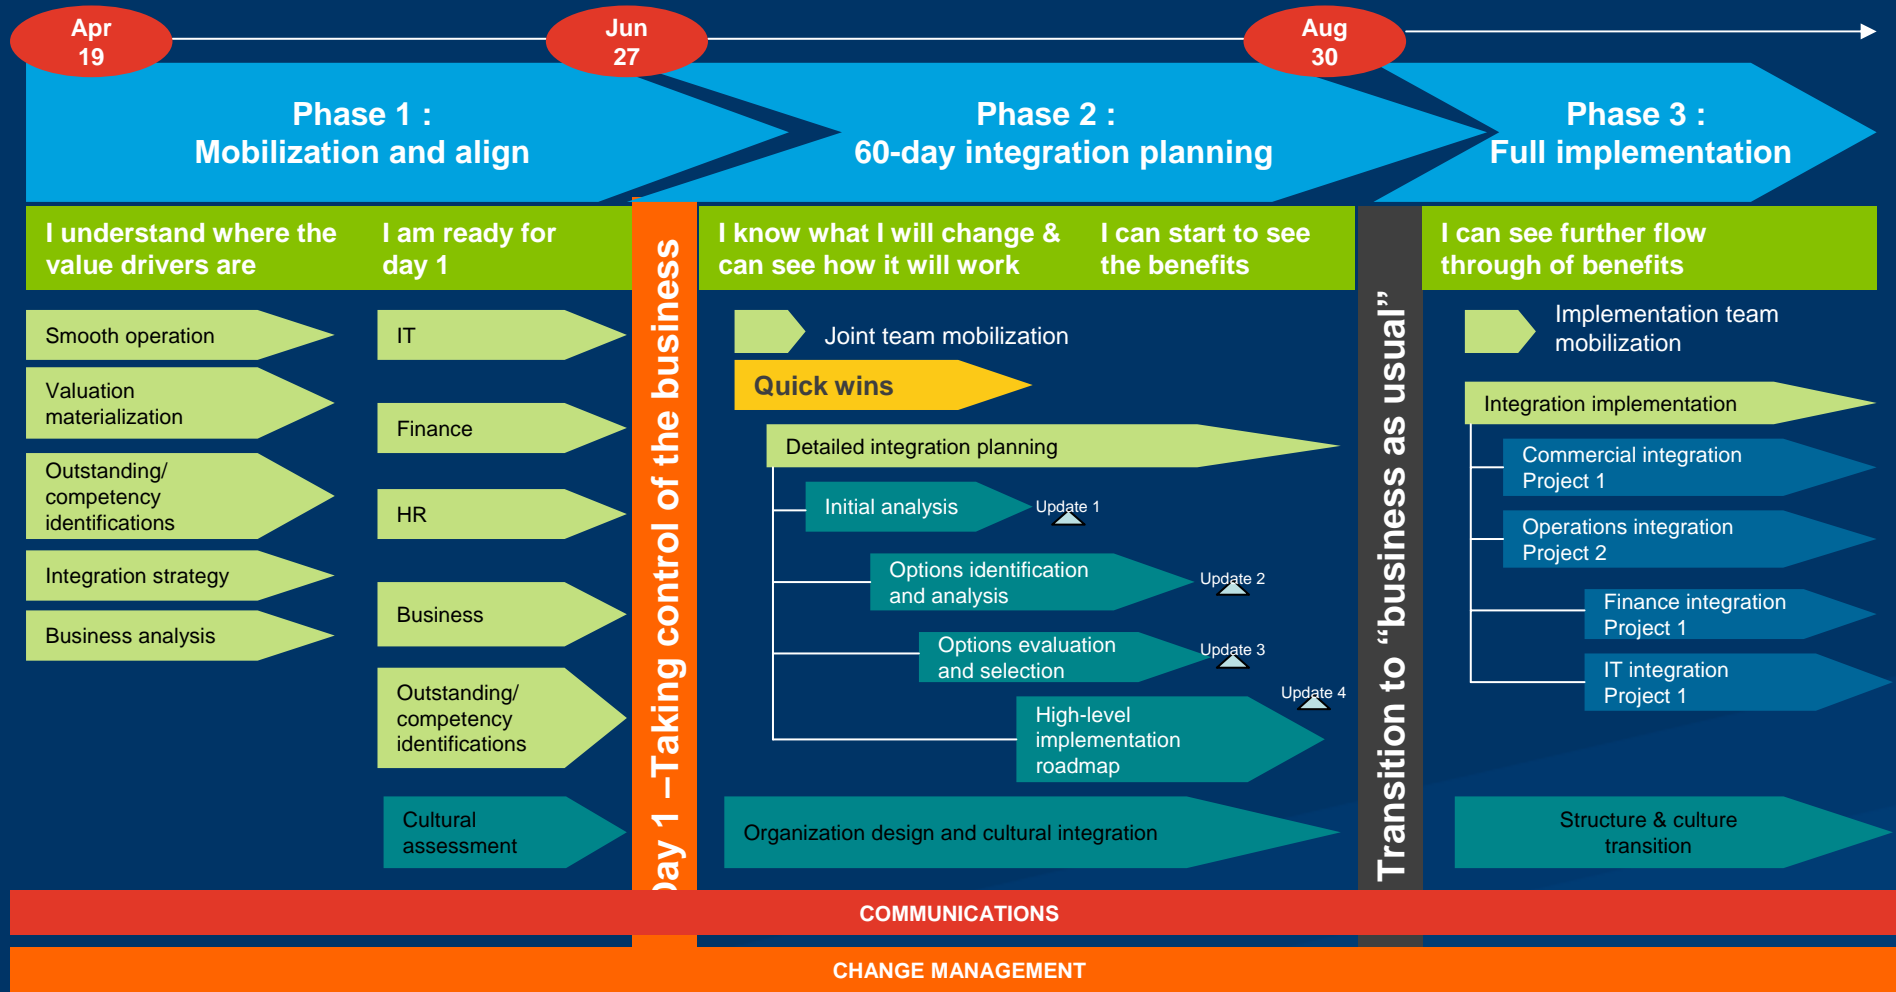 Apr
19
Jun
27
Aug
30
Phase 1 :
Mobilization and align
Phase 2 :
60-day integration planning
Phase 3 :
Full implementation
I understand where the
value drivers are
I am ready for
day 1
I know what I will change &
can see how it will work
I can start to see
the benefits
I can see further flow
through of benefits
Smooth operation
Valuation
materialization
Outstanding/
competency
identifications
Integration strategy
Business analysis
IT
Finance
HR
Business
Outstanding/
competency
identifications
Cultural
assessment
Day 1 –Taking control of the business
Joint team mobilization
Quick wins
Detailed integration planning
Initial analysis
Update 1
Options identification
and analysis
Update 2
Options evaluation
and selection
Update 3
High-level
implementation
roadmap
Update 4
Organization design and cultural integration
Transition to “business as usual”
Implementation team
mobilization
Integration implementation
Commercial integration
Project 1
Operations integration
Project 2
Finance integration
Project 1
IT integration
Project 1
Structure & culture
transition
COMMUNICATIONS
CHANGE MANAGEMENT